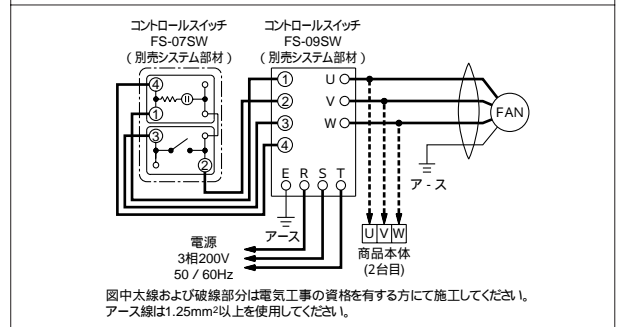 コントロールスイッチ
FS-07SW
(別売システム部材)
コントロールスイッチ
FS-09SW
(別売システム部材)
④
①
③
②
①
②
③
④
U
V
W
E R S T
アース
電源
3相200V
50 / 60Hz
FAN
ア-ス
U V W
商品本体
(2台目)
図中太線および破線部分は電気工事の資格を有する方にて施工してください。
アース線は1.25mm²以上を使用してください。